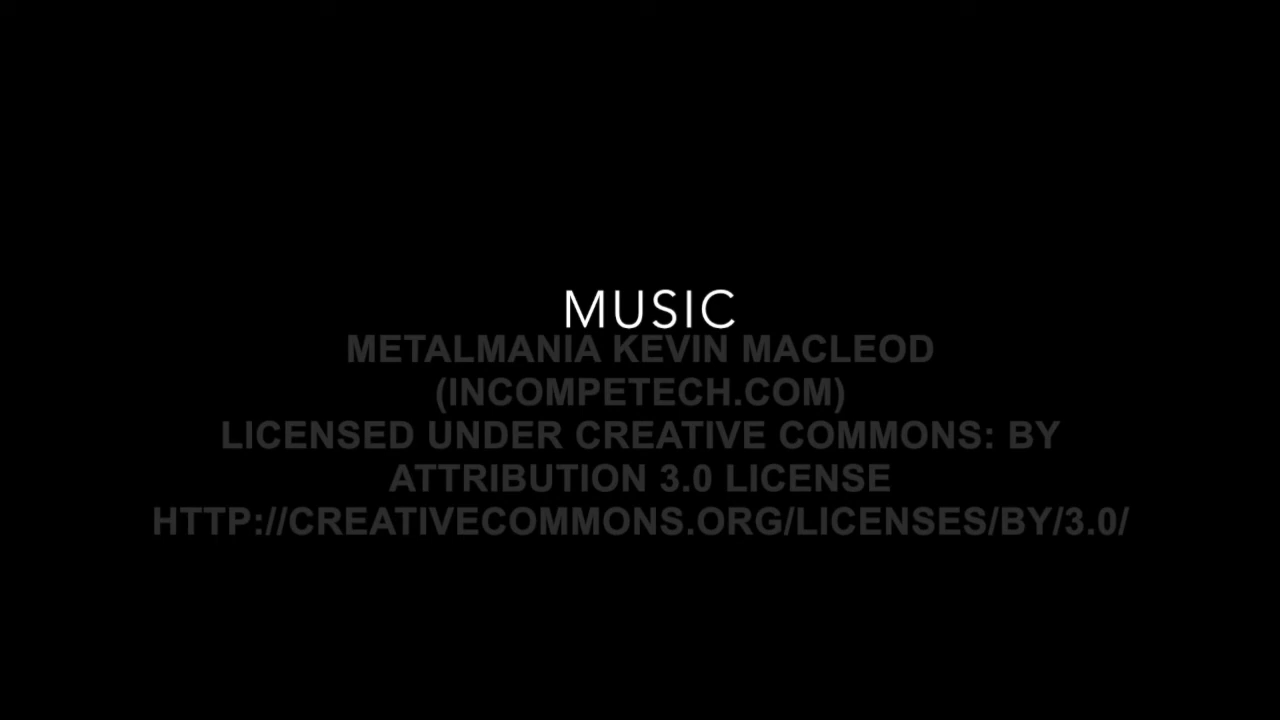 MUSIC
METALMANIA KEVIN MACLEOD
(INCOMPETECH.COM)
LICENSED UNDER CREATIVE COMMONS: BY
ATTRIBUTION 3.0 LICENSE
HTTP://CREATIVECOMMONS.ORG/LICENSES/BY/3.0/